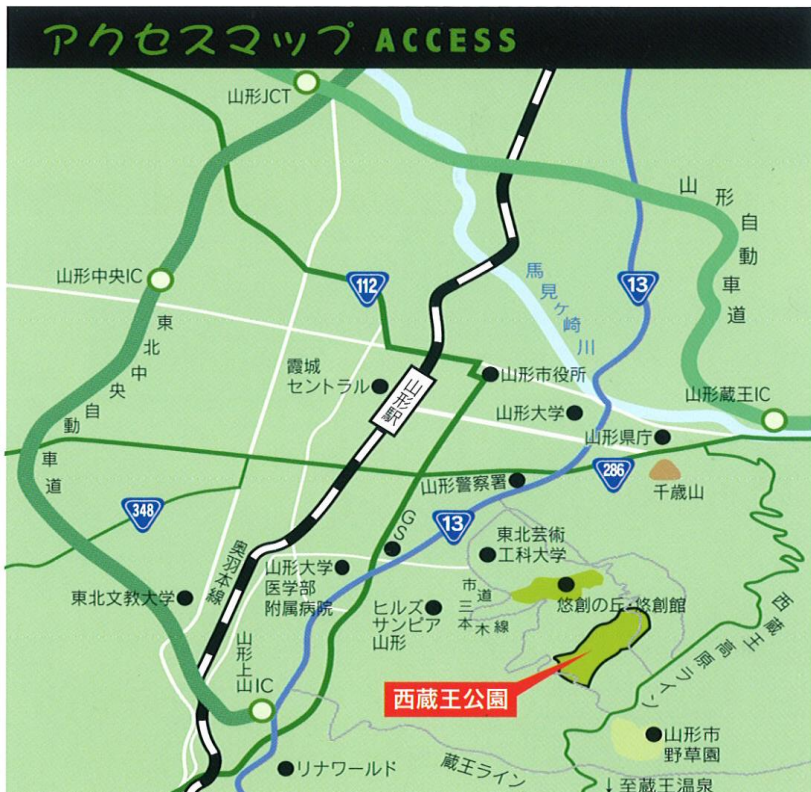 アクセスマップ ACCESS
山形JCT
山形自動車道
山形中央IC
112
馬見ヶ崎川
13
東北中央自動車道
霞城
セントラル
山形駅
山形市役所
山形大学
山形蔵王IC
山形県庁
山形警察署
286
千歳山
348
13
GS
奥羽本線
東北芸術
工科大学
山形大学
医学部
附属病院
東北文教大学
ヒルズ
サンピア
山形
市道
三本木線
悠創の丘・悠創館
西蔵王高原ライン
山形上
山IC
西蔵王公園
山形市
野草園
リナワールド
蔵王ライン
↓至蔵王温泉